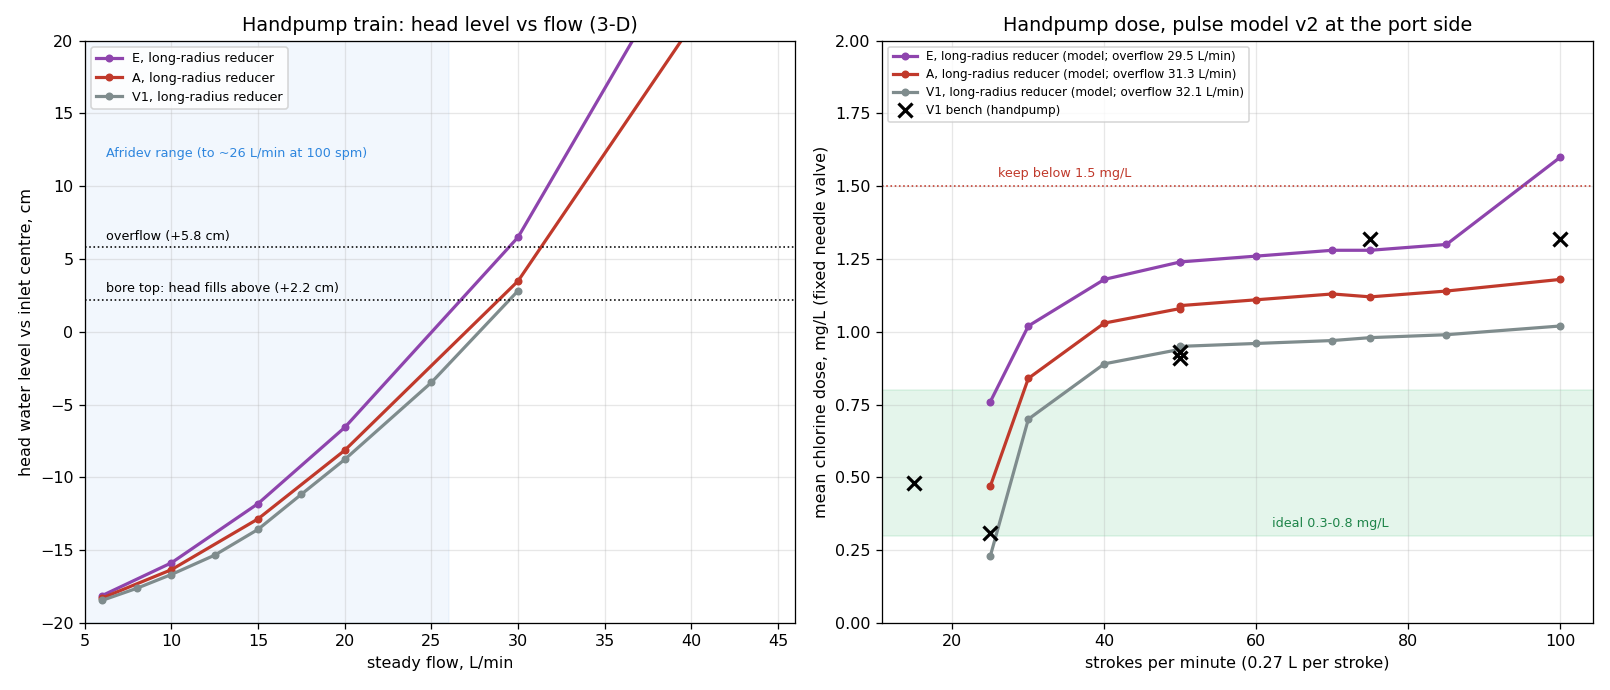 Handpump train: head level vs flow (3-D)
E, long-radius reducer
A, long-radius reducer
V1, long-radius reducer
Afridev range (to ~26 L/min at 100 spm)
overflow (+5.8 cm)
bore top: head fills above (+2.2 cm)
head water level vs inlet centre, cm
20
15
10
5
0
−5
−10
−15
−20
5 10 15 20 25 30 35 40 45
steady flow, L/min
Handpump dose, pulse model v2 at the port side
E, long-radius reducer (model; overflow 29.5 L/min)
A, long-radius reducer (model; overflow 31.3 L/min)
V1, long-radius reducer (model; overflow 32.1 L/min)
V1 bench (handpump)
keep below 1.5 mg/L
ideal 0.3-0.8 mg/L
mean chlorine dose, mg/L (fixed needle valve)
2.00
1.75
1.50
1.25
1.00
0.75
0.50
0.25
0.00
20 40 60 80 100
strokes per minute (0.27 L per stroke)